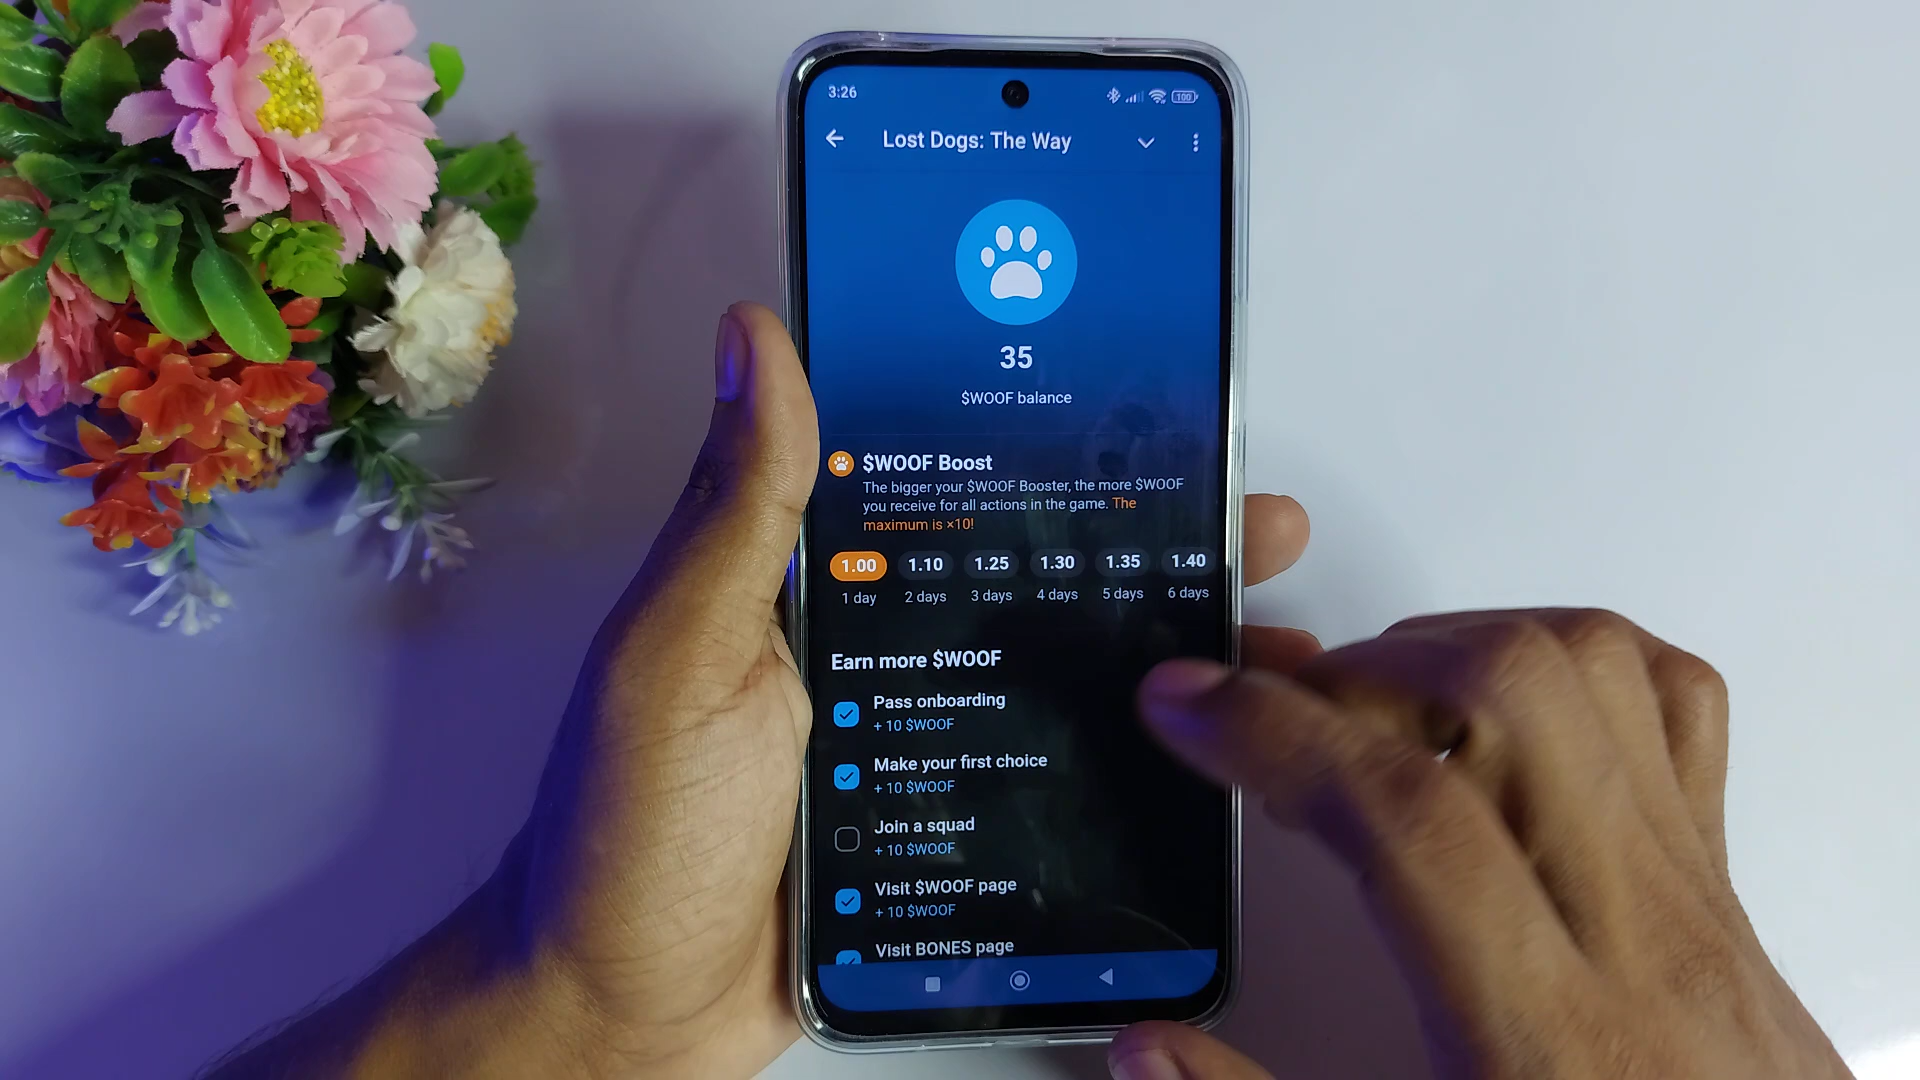 3:26
100
Lost Dogs: The Way
35
$WOOF balance
$WOOF Boost
The bigger your $WOOF Booster, the more $WOOF
you receive for all actions in the game. The
maximum is ×10!
1.00 1.10 1.25 1.30 1.35 1.40
1 day 2 days 3 days 4 days 5 days 6 days
Earn more $WOOF
Pass onboarding
+ 10 $WOOF
Make your first choice
+ 10 $WOOF
Join a squad
+ 10 $WOOF
Visit $WOOF page
+ 10 $WOOF
Visit BONES page